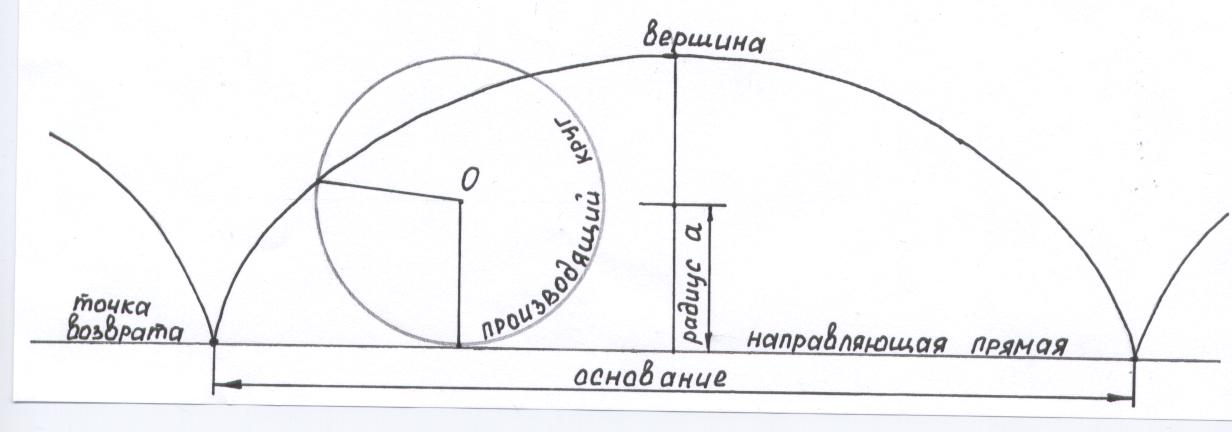 вершина
круг
О
производящий
радиус а
точка
возврата
направляющая прямая
основание